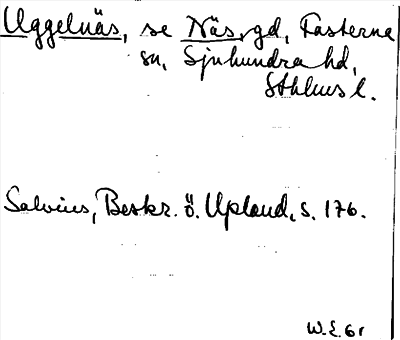 Uggelnäs, se Näs, gd, Fasterna
sn, Sjuhundra hd,
Sthlms l.
Salvius, Beskr. ö. Upland, s. 176.
W.E. 61